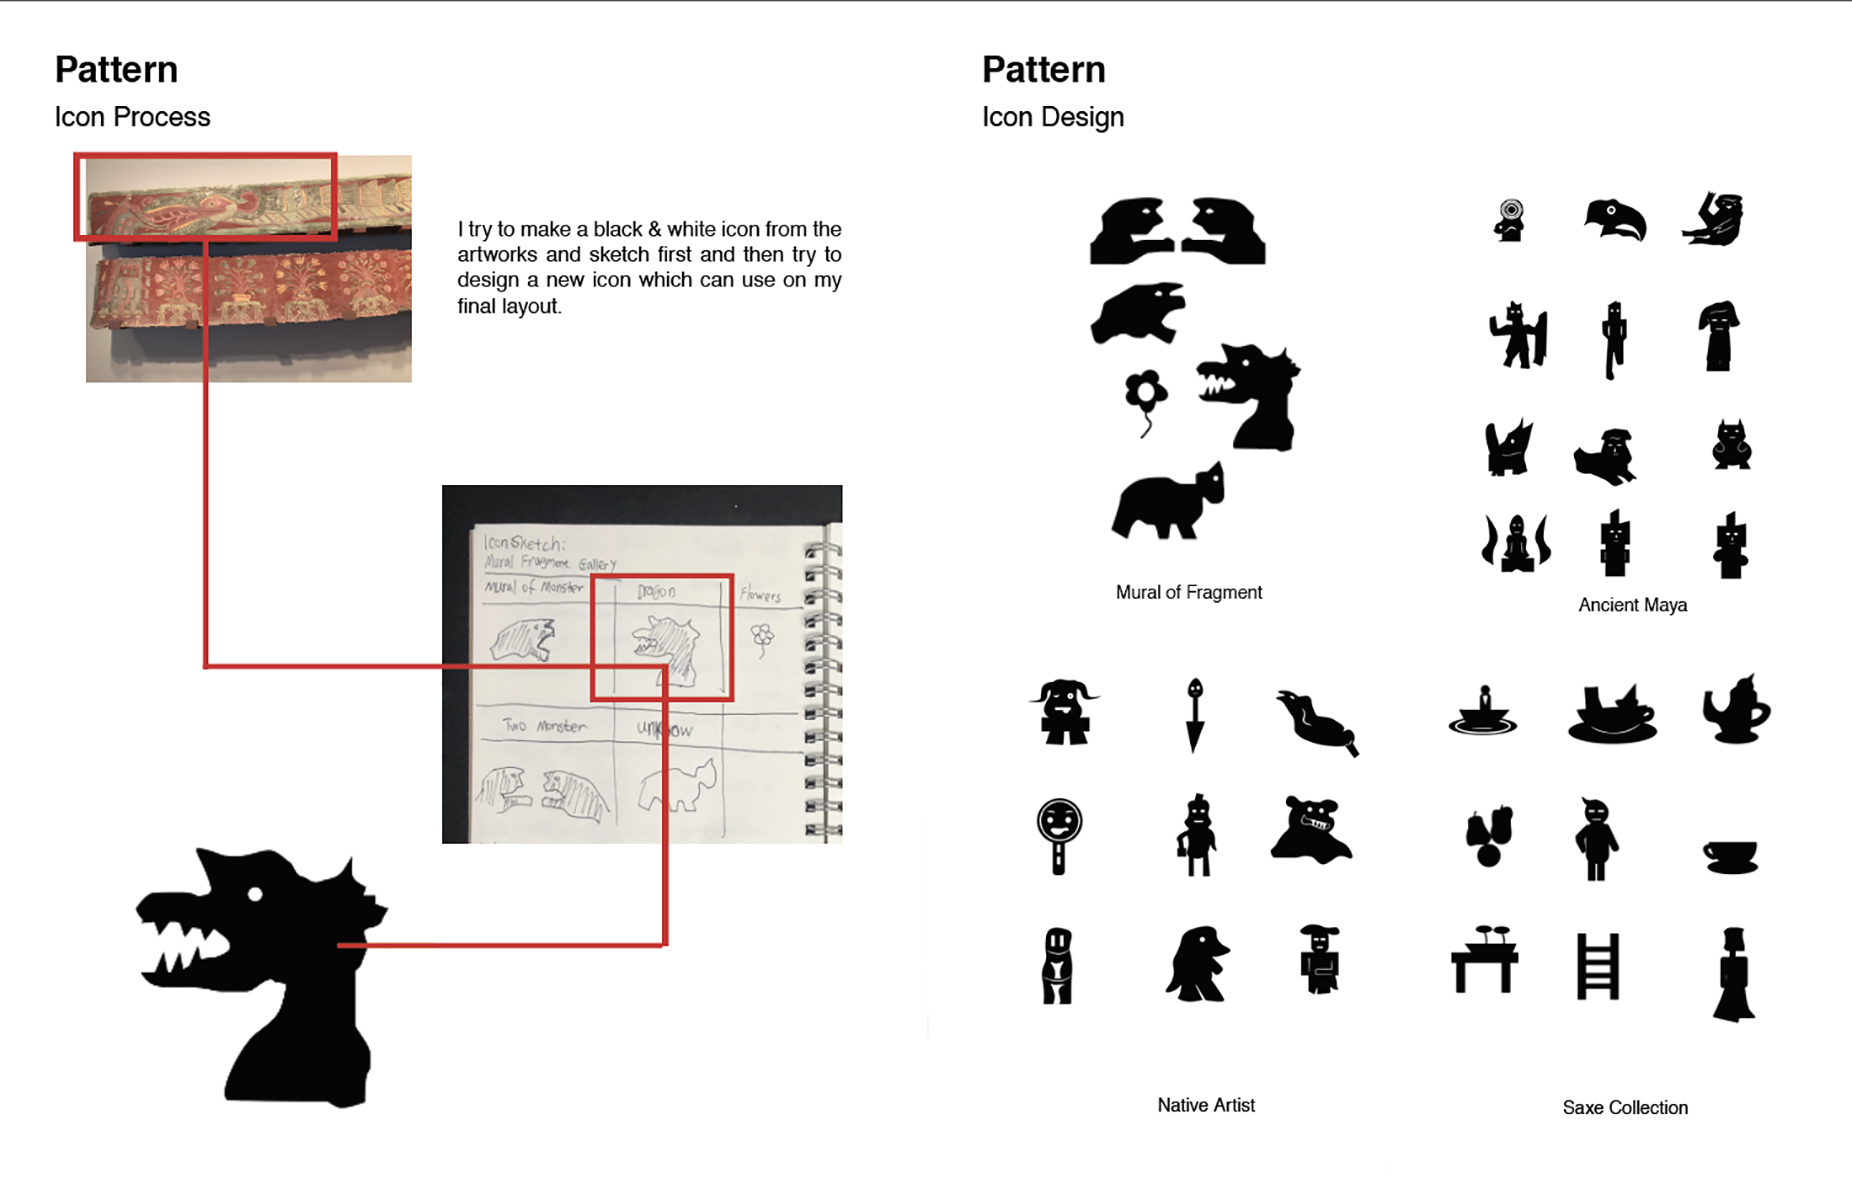 Pattern
Icon Process
I try to make a black & white icon from the
artworks and sketch first and then try to
design a new icon which can use on my
final layout.
Icon Sketch:
Mural Fragment Gallery
Mural of Monster
Dragon
Flowers
Two Monster
unknow
Pattern
Icon Design
Mural of Fragment
Ancient Maya
Native Artist
Saxe Collection